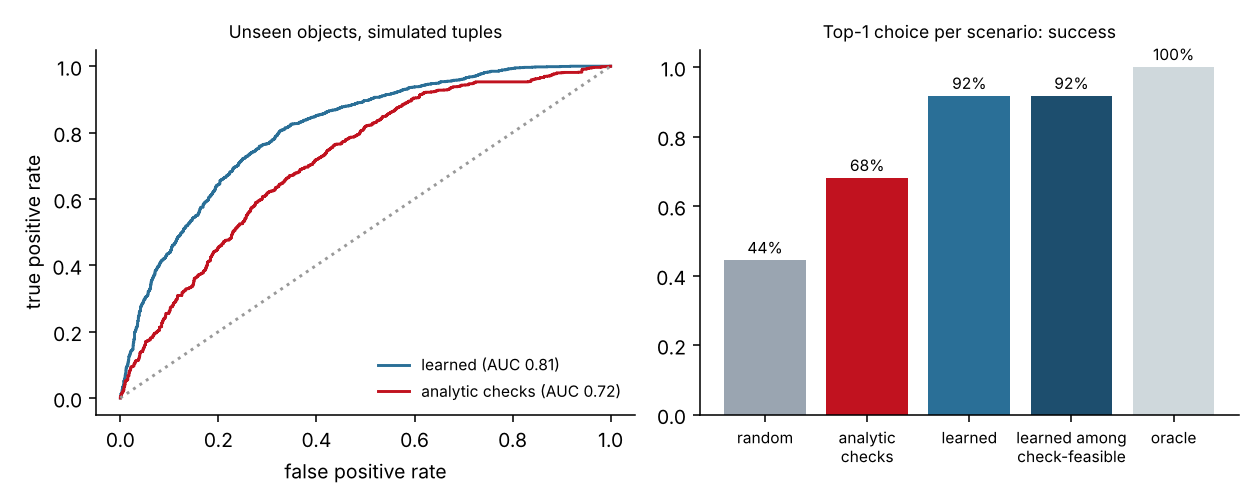 Unseen objects, simulated tuples
true positive rate
1.0
0.8
0.6
0.4
0.2
0.0
learned (AUC 0.81)
analytic checks (AUC 0.72)
0.0 0.2 0.4 0.6 0.8 1.0
false positive rate
Top-1 choice per scenario: success
1.0
0.8
0.6
0.4
0.2
0.0
44%
68%
92%
92%
100%
random
analytic
checks
learned
learned among
check-feasible
oracle